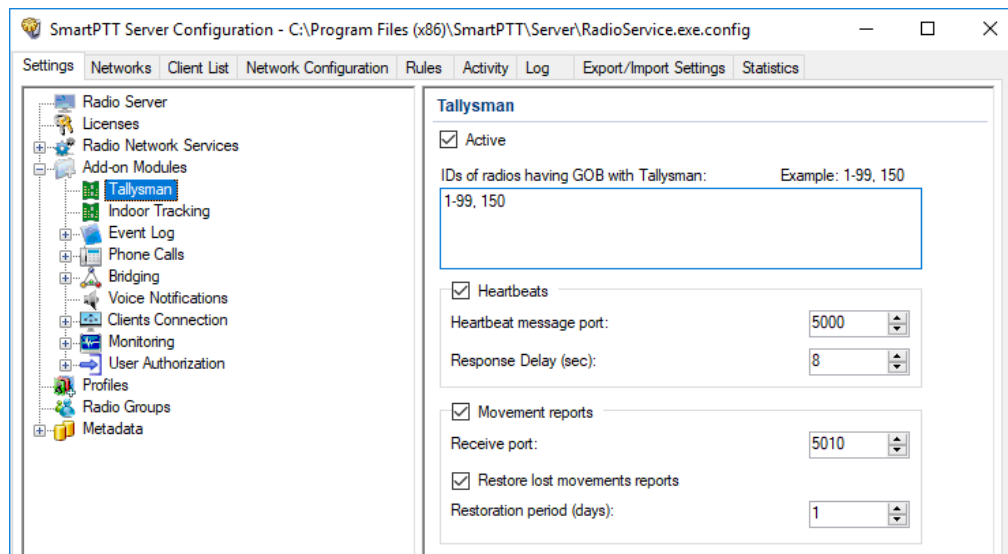 SmartPTT Server Configuration - C:\Program Files (x86)\SmartPTT\Server\RadioService.exe.config
Settings Networks Client List Network Configuration Rules Activity Log Export/Import Settings Statistics
Radio Server
Licenses
Radio Network Services
Add-on Modules
Tallysman
Indoor Tracking
Event Log
Phone Calls
Bridging
Voice Notifications
Clients Connection
Monitoring
User Authorization
Profiles
Radio Groups
Metadata
Tallysman
Active
IDs of radios having GOB with Tallysman: Example: 1-99, 150
1-99, 150
Heartbeats
Heartbeat message port: 5000
Response Delay (sec): 8
Movement reports
Receive port: 5010
Restore lost movements reports
Restoration period (days): 1